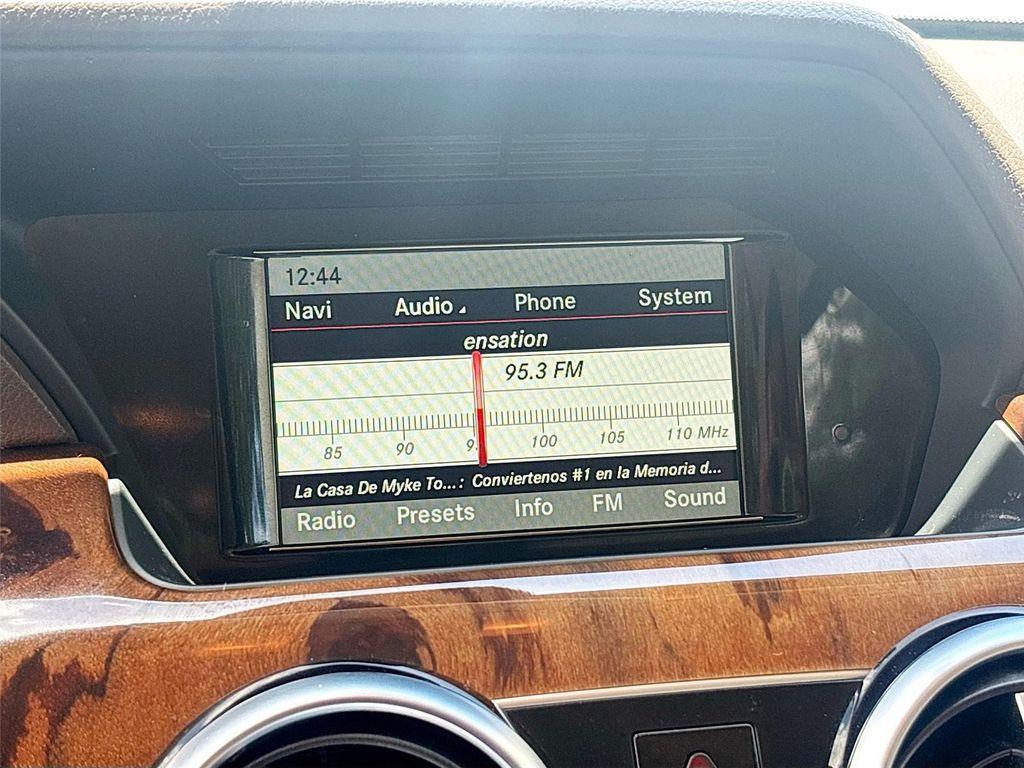 12:44
Navi Audio Phone System
ensation
95.3 FM
85 90 9 100 105 110 MHz
La Casa De Myke To...: Conviertenos #1 en la Memoria d...
Radio Presets Info FM Sound